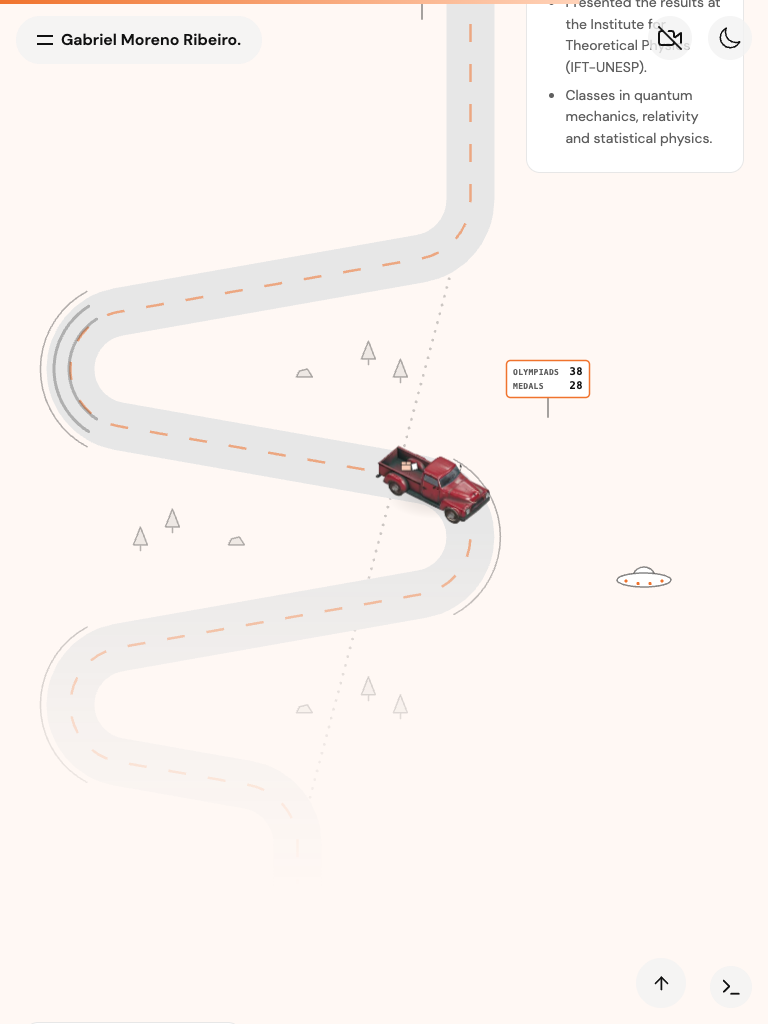 Presented the results at
Gabriel Moreno Ribeiro.
the Institute for
Theoretical Physics
(IFT-UNESP).
Classes in quantum
mechanics, relativity
and statistical physics.
OLYMPIADS 38
MEDALS 28